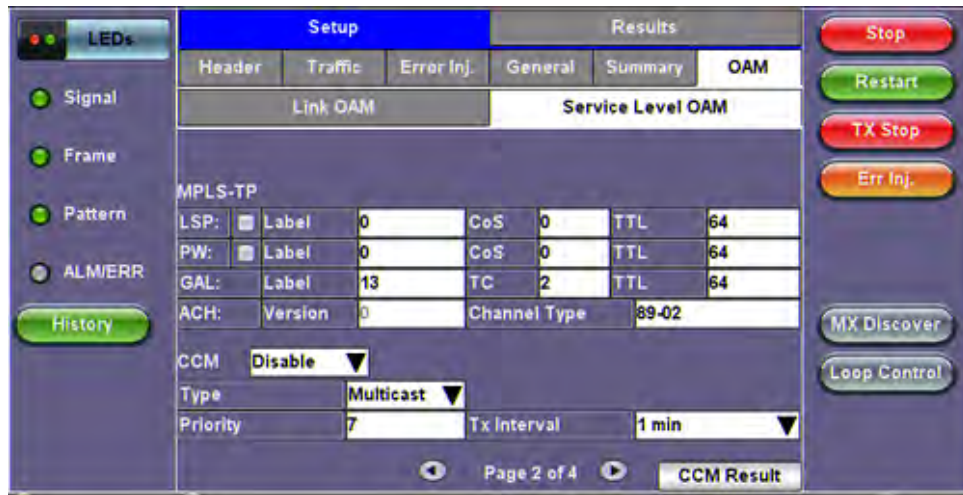 LEDs
Signal
Frame
Pattern
ALM/ERR
History
Setup Results
Header Traffic Error Inj. General Summary OAM
Link OAM Service Level OAM
MPLS-TP
LSP: Label 0 CoS 0 TTL 64
PW: Label 0 CoS 0 TTL 64
GAL: Label 13 TC 2 TTL 64
ACH: Version 0 Channel Type 89-02
CCM Disable
Type Multicast
Priority 7 Tx Interval 1 min
Page 2 of 4 CCM Result
Stop
Restart
TX Stop
Err Inj.
MX Discover
Loop Control